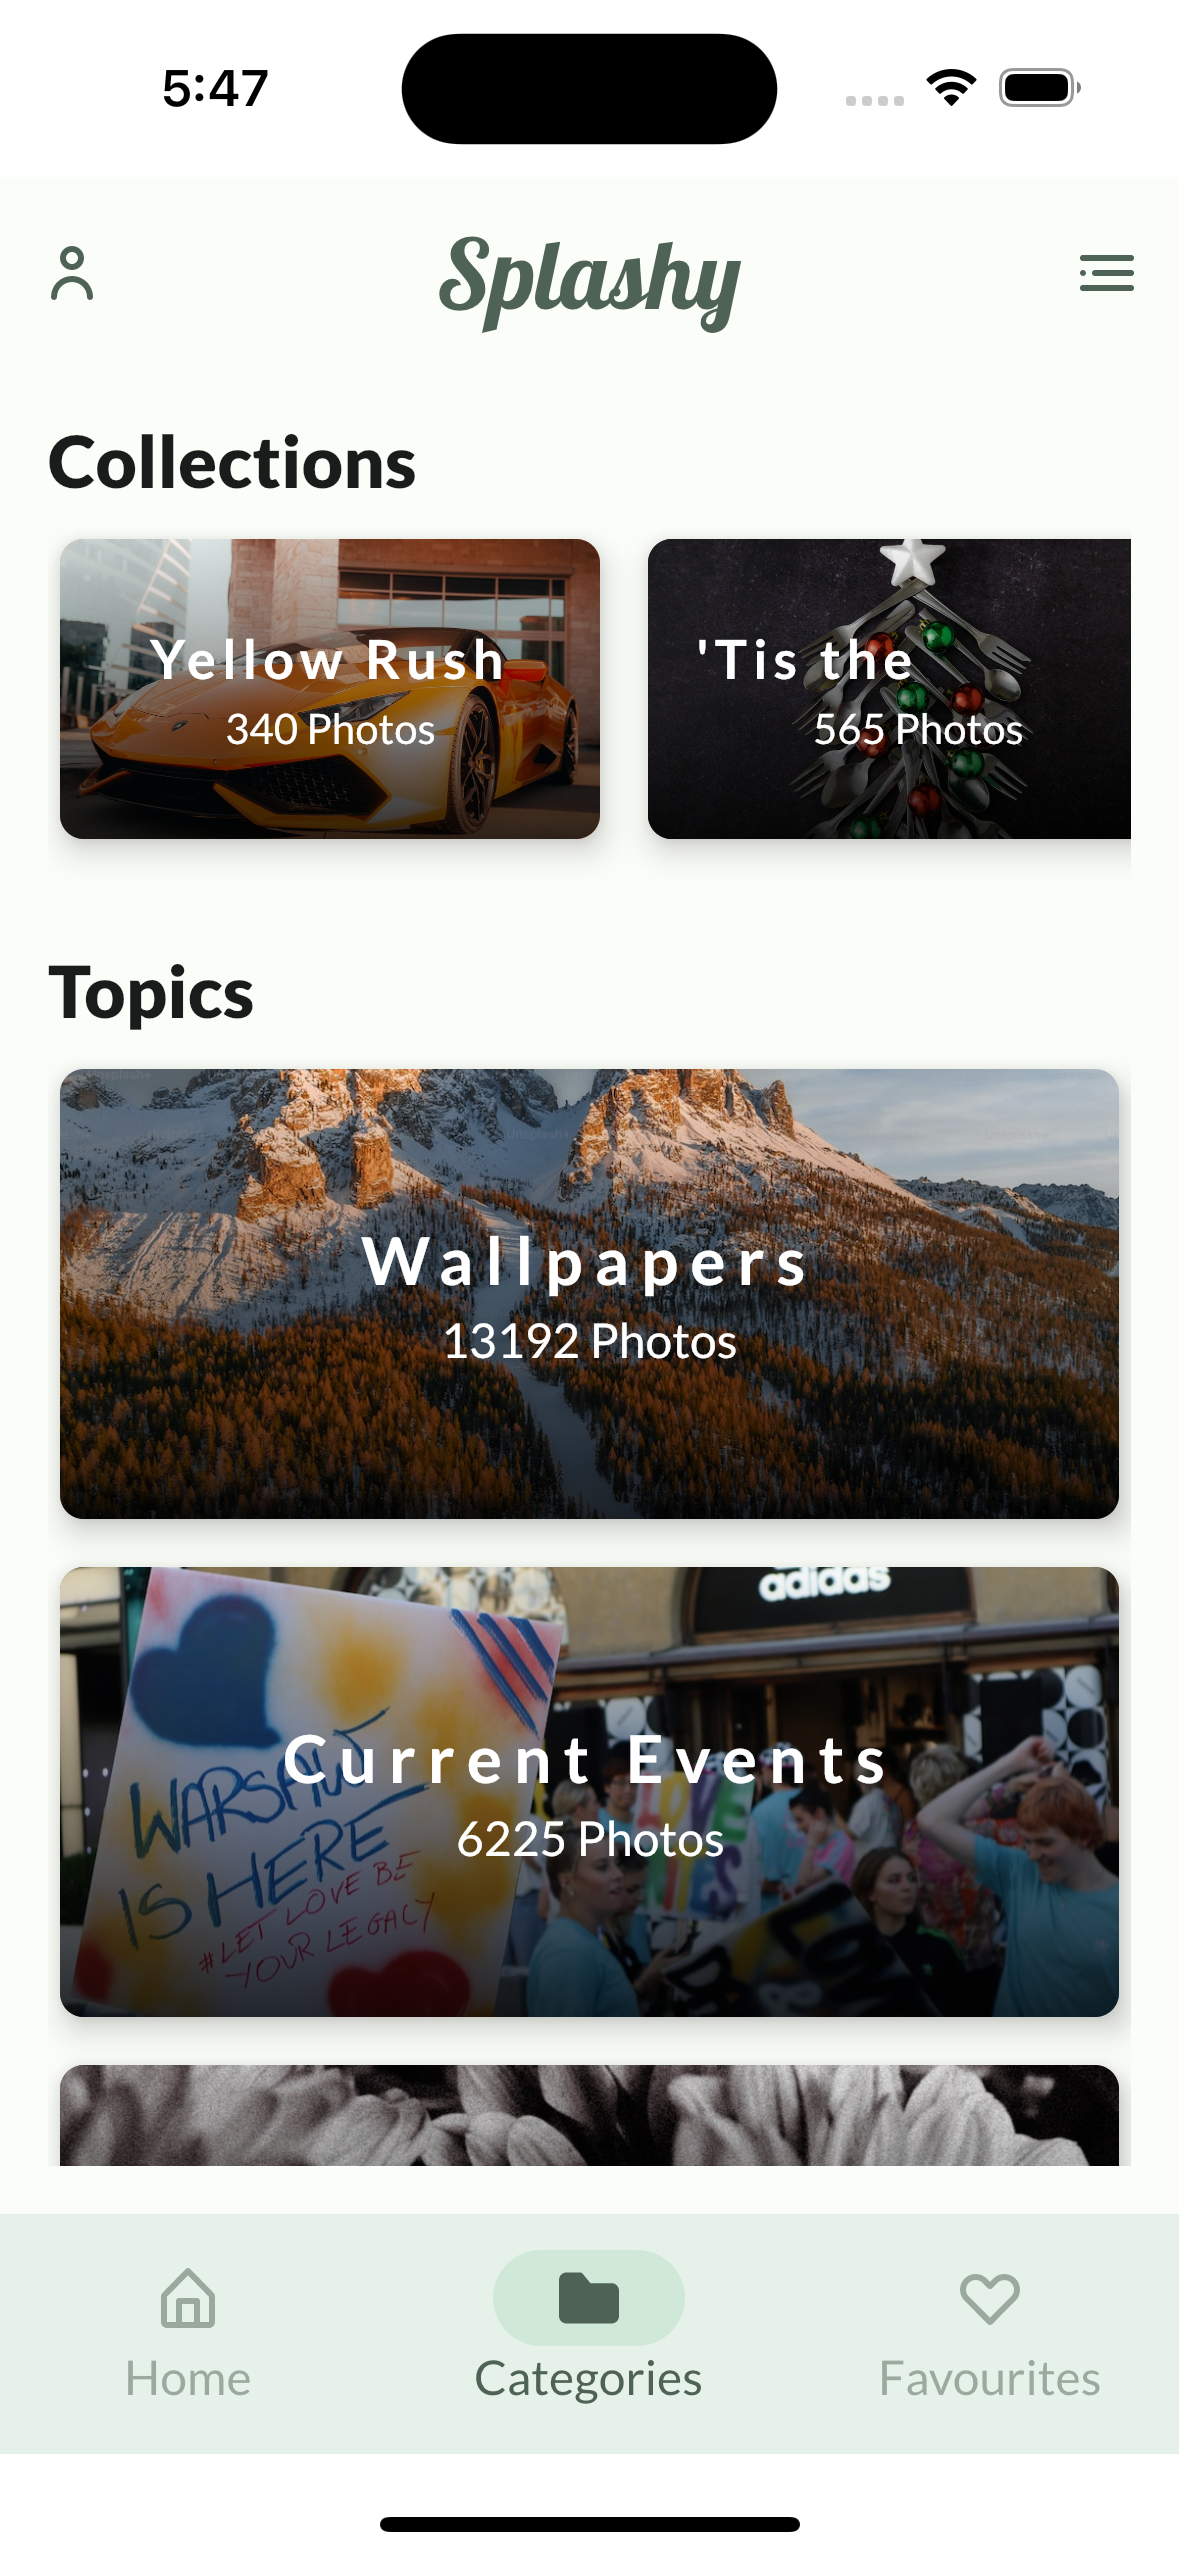 5:47
Splashy
Collections
Yellow Rush
340 Photos
'Tis the
565 Photos
Topics
Unsplash+
Wallpapers
13192 Photos
adidas
WARSAW
IS HERE
#LET LOVE BE
YOUR LEGACY
Current Events
6225 Photos
Home
Categories
Favourites